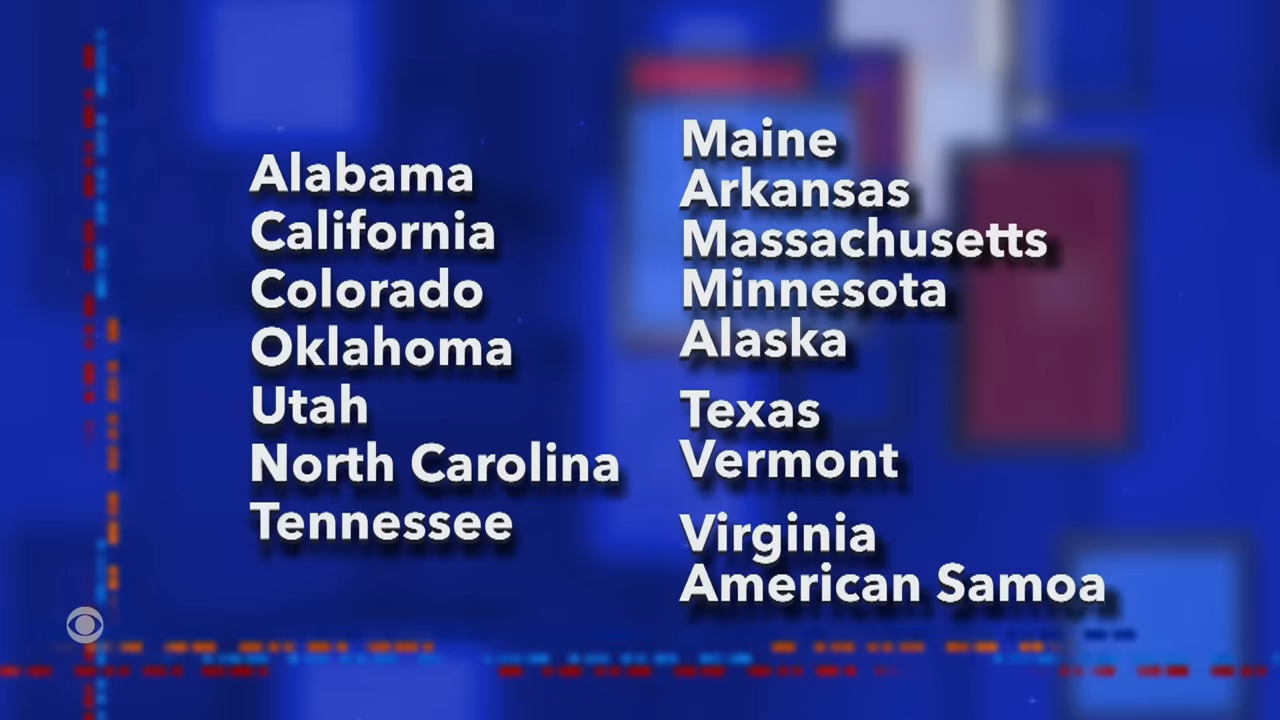 Alabama
California
Colorado
Oklahoma
Utah
North Carolina
Tennessee
Maine
Arkansas
Massachusetts
Minnesota
Alaska
Texas
Vermont
Virginia
American Samoa